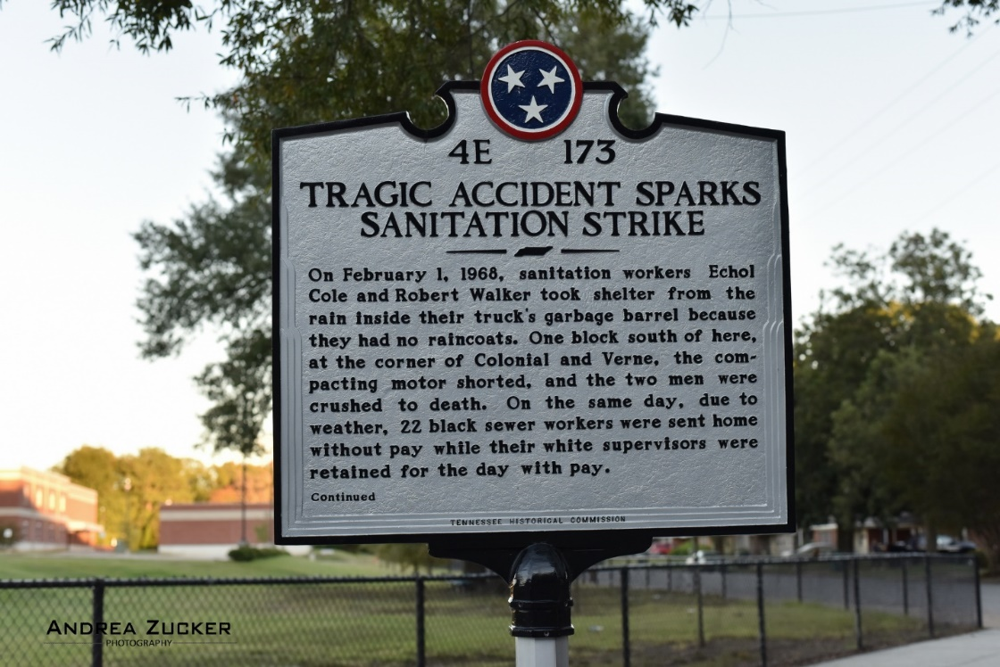 4E 173
TRAGIC ACCIDENT SPARKS
SANITATION STRIKE
On February 1, 1968, sanitation workers Echol
Cole and Robert Walker took shelter from the
rain inside their truck's garbage barrel because
they had no raincoats. One block south of here,
at the corner of Colonial and Verne, the com-
pacting motor shorted, and the two men were
crushed to death. On the same day, due to
weather, 22 black sewer workers were sent home
without pay while their white supervisors were
retained for the day with pay.
Continued
TENNESSEE HISTORICAL COMMISSION
ANDREA ZUCKER
PHOTOGRAPHY